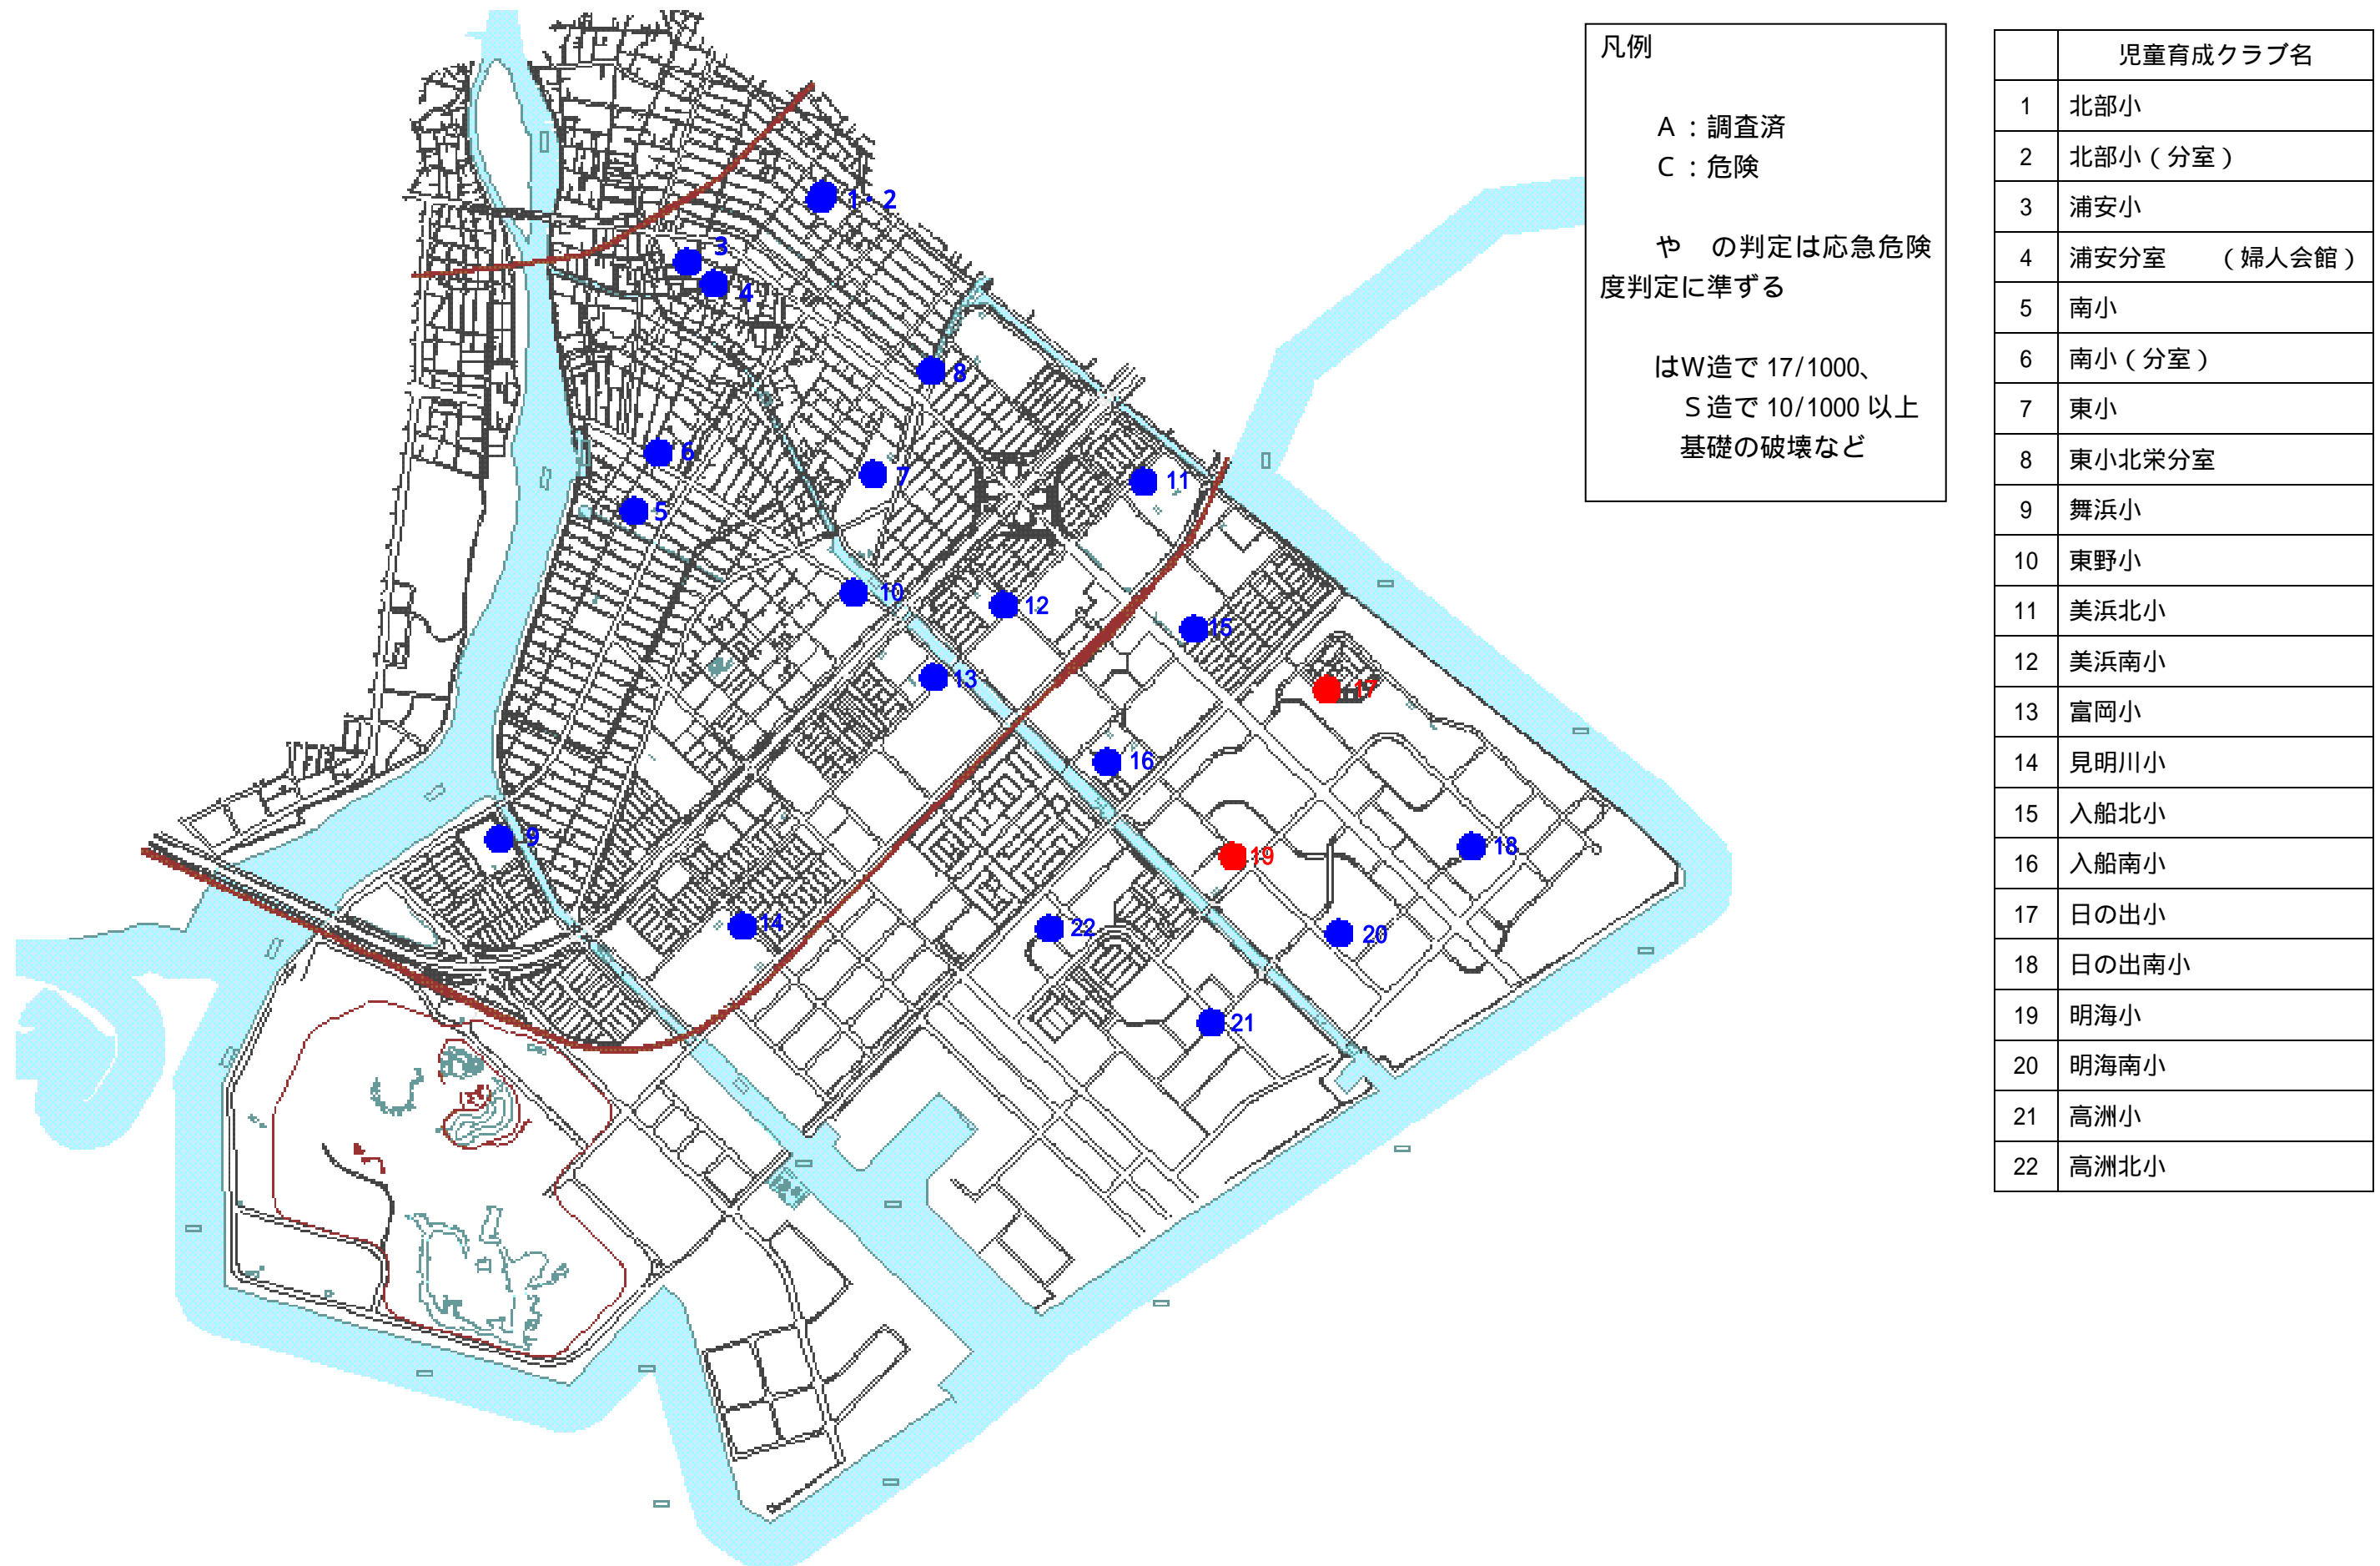 凡例
A：調査済
C：危険
や　の判定は応急危険
度判定に準ずる
はW造で 17/1000、
S造で 10/1000 以上
基礎の破壊など
児童育成クラブ名
1 北部小
2 北部小（分室）
3 浦安小
4 浦安分室　　（婦人会館）
5 南小
6 南小（分室）
7 東小
8 東小北栄分室
9 舞浜小
10 東野小
11 美浜北小
12 美浜南小
13 富岡小
14 見明川小
15 入船北小
16 入船南小
17 日の出小
18 日の出南小
19 明海小
20 明海南小
21 高洲小
22 高洲北小
1・2
3
4
8
6
7
11
5
10
12
15
13
17
16
9
18
19
14
22
20
21